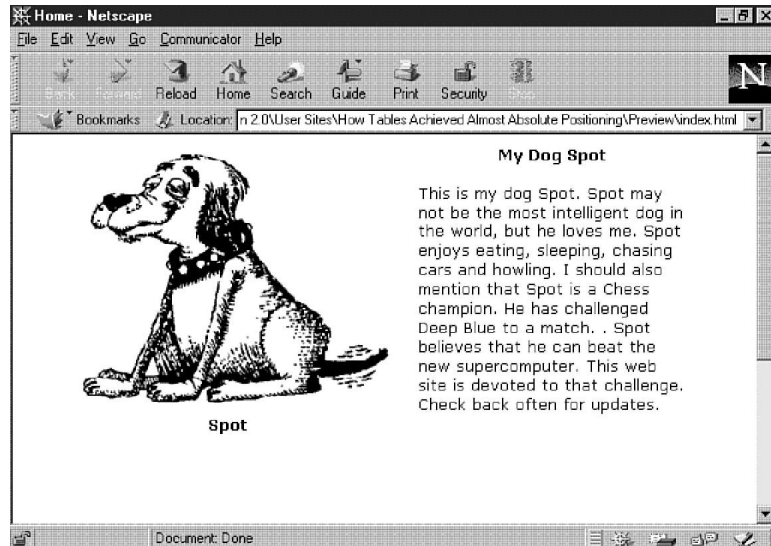 Home - Netscape
File Edit View Go Communicator Help
Back Forward Reload Home Search Guide Print Security Stop
N
Bookmarks Location: n 2.0\User Sites\How Tables Achieved Almost Absolute Positioning\Preview\index.html
My Dog Spot
This is my dog Spot. Spot may
not be the most intelligent dog in
the world, but he loves me. Spot
enjoys eating, sleeping, chasing
cars and howling. I should also
mention that Spot is a Chess
champion. He has challenged
Deep Blue to a match. . Spot
believes that he can beat the
new supercomputer. This web
site is devoted to that challenge.
Check back often for updates.
Spot
Document: Done